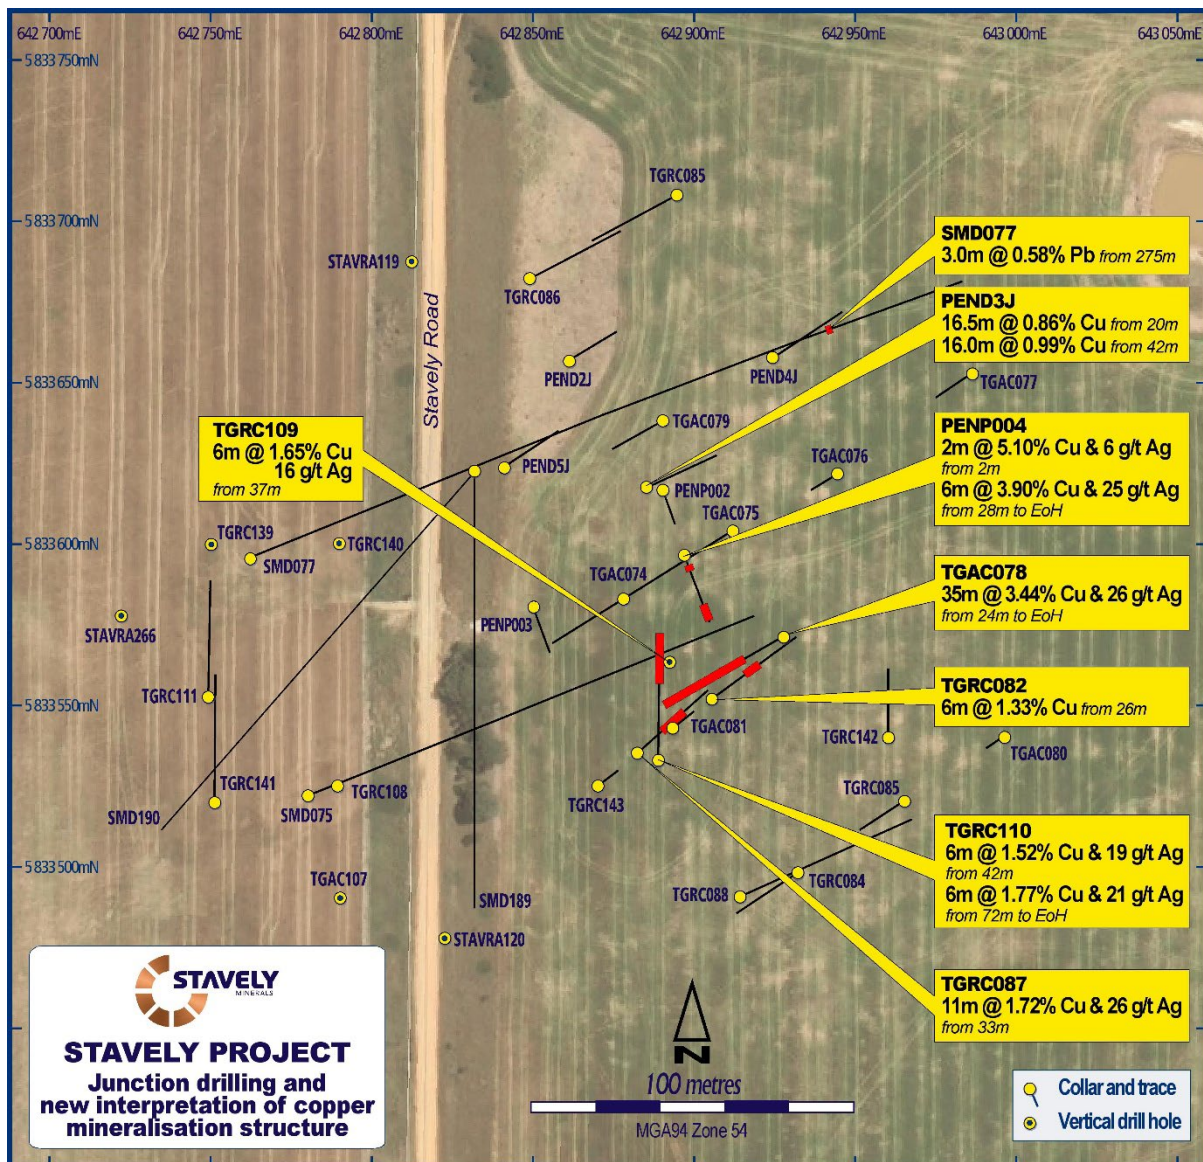 642 700mE
642 750mE
642 800mE
642 850mE
642 900mE
642 950mE
643 000mE
643 050mE
5 833 750mN
5 833 700mN
5 833 650mN
5 833 600mN
5 833 550mN
5 833 500mN
TGRC085
STAVRA119
TGRC086
Stavely Road
PEND2J
PEND4J
TGAC077
TGAC079
TGAC076
PEND5J
PENP002
TGAC075
TGRC139
SMD077
TGRC140
TGAC074
STAVRA266
PENP003
TGRC111
TGAC081
TGRC142
TGAC080
TGRC141
TGRC108
SMD190
SMD075
TGRC143
TGRC085
TGRC084
TGRC088
TGAC107
SMD189
STAVRA120
SMD077
3.0m @ 0.58% Pb from 275m
PEND3J
16.5m @ 0.86% Cu from 20m
16.0m @ 0.99% Cu from 42m
TGRC109
6m @ 1.65% Cu
16 g/t Ag
from 37m
PENP004
2m @ 5.10% Cu & 6 g/t Ag
from 2m
6m @ 3.90% Cu & 25 g/t Ag
from 28m to EoH
TGAC078
35m @ 3.44% Cu & 26 g/t Ag
from 24m to EoH
TGRC082
6m @ 1.33% Cu from 26m
TGRC110
6m @ 1.52% Cu & 19 g/t Ag
from 42m
6m @ 1.77% Cu & 21 g/t Ag
from 72m to EoH
TGRC087
11m @ 1.72% Cu & 26 g/t Ag
from 33m
STAVELY
MINERALS
STAVELY PROJECT
Junction drilling and
new interpretation of copper
mineralisation structure
N
100 metres
MGA94 Zone 54
Collar and trace
Vertical drill hole